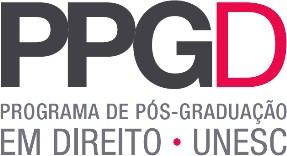 PPGD
PROGRAMA DE PÓS-GRADUAÇÃO
EM DIREITO • UNESC